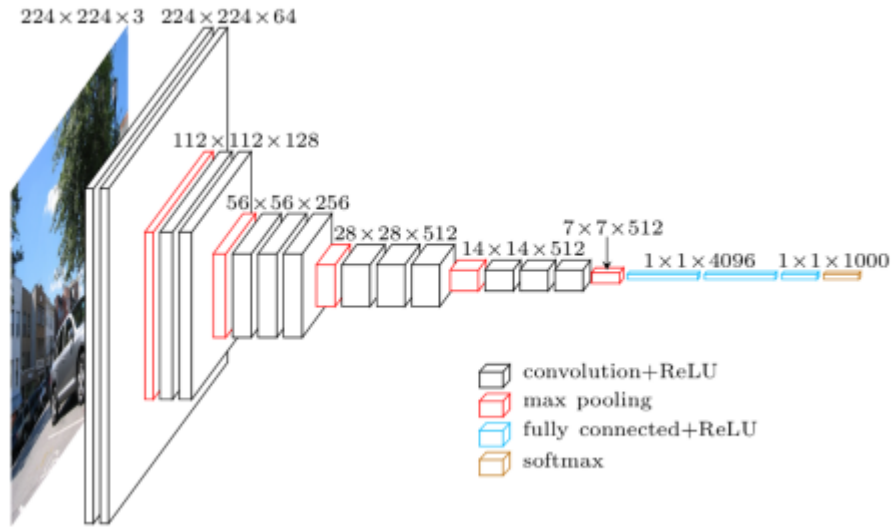 224×224×3
224×224×64
112×112×128
56×56×256
28×28×512
14×14×512
7×7×512
1×1×4096
1×1×1000
convolution+ReLU
max pooling
fully connected+ReLU
softmax